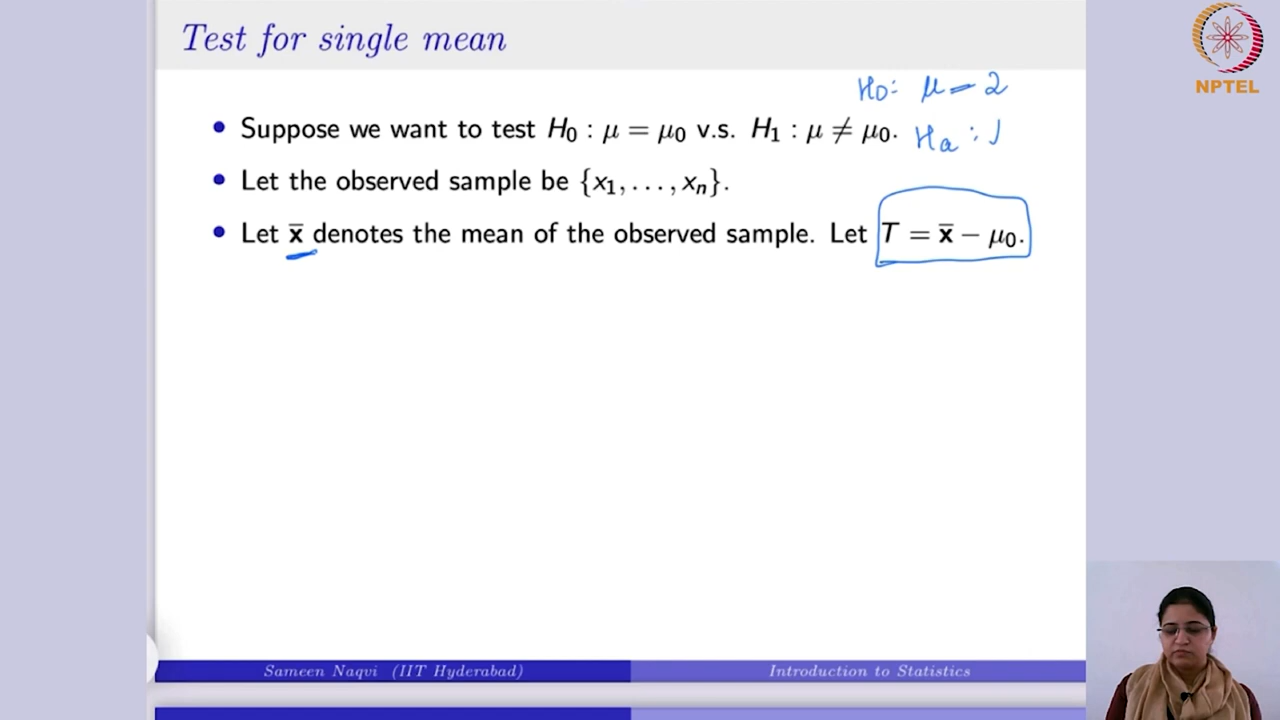 Test for single mean
NPTEL
H0: μ = 2
Suppose we want to test H₀ : μ = μ₀ v.s. H₁ : μ ≠ μ₀.
Ha :
Let the observed sample be {x₁, . . . , xₙ}.
Let x̄ denotes the mean of the observed sample. Let T = x̄ − μ₀.
Sameen Naqvi (IIT Hyderabad) Introduction to Statistics